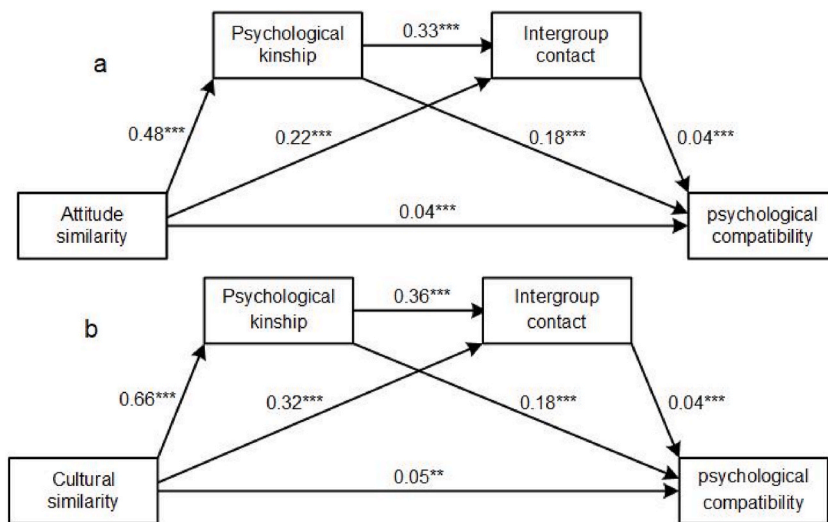 a
Psychological
kinship
0.33***
Intergroup
contact
0.48***
0.22***
0.18***
0.04***
Attitude
similarity
0.04***
psychological
compatibility
b
Psychological
kinship
0.36***
Intergroup
contact
0.66***
0.32***
0.18***
0.04***
Cultural
similarity
0.05**
psychological
compatibility